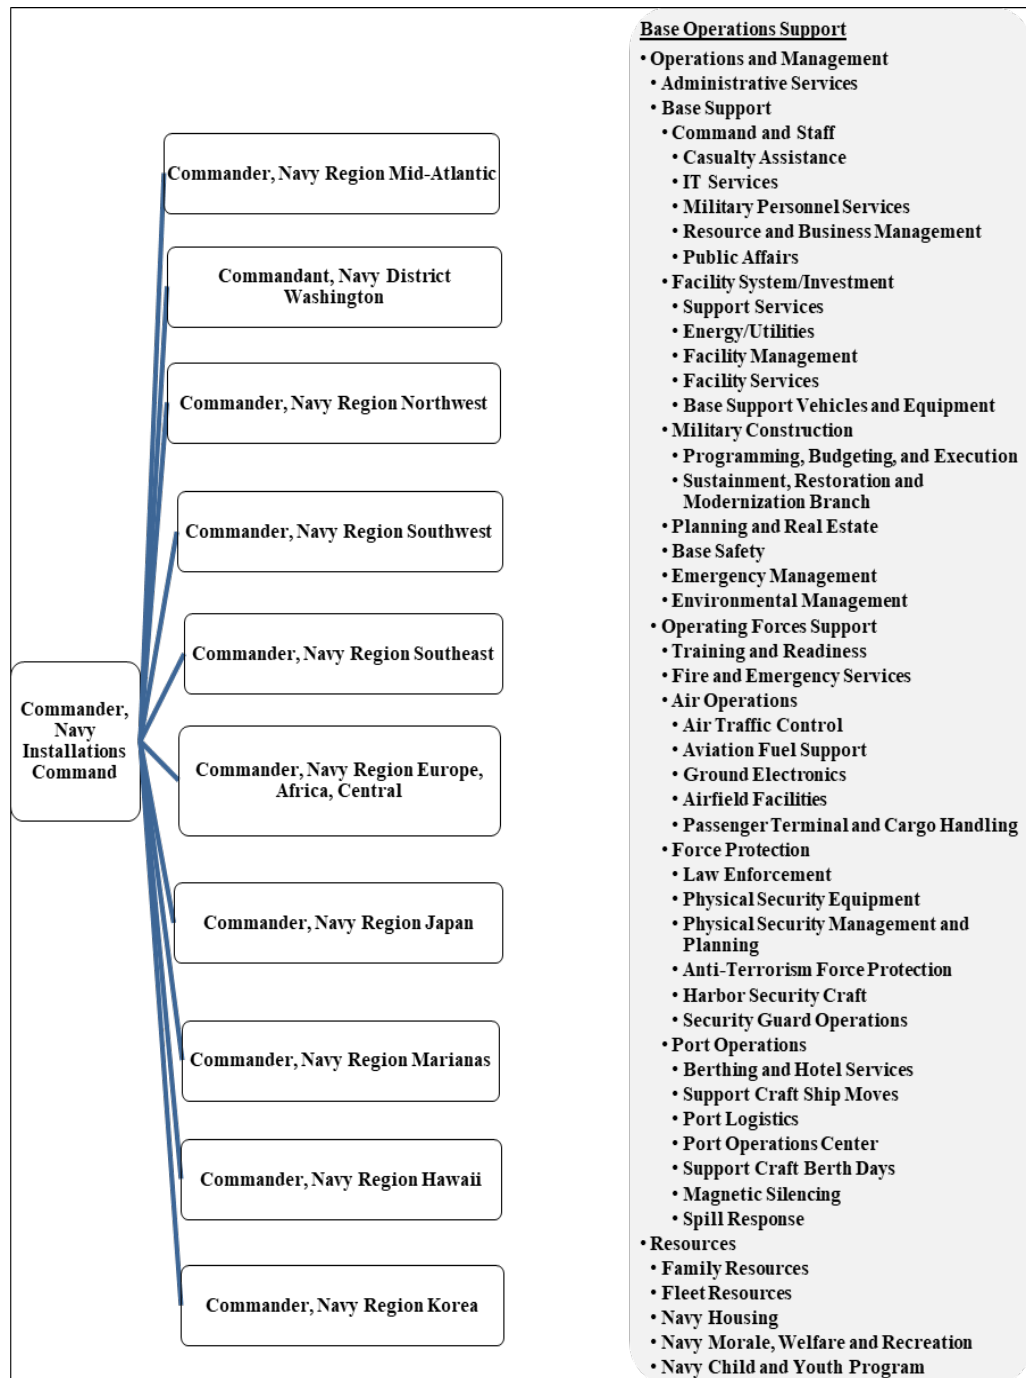 Commander, Navy Region Mid-Atlantic
Commandant, Navy District
Washington
Commander, Navy Region Northwest
Commander, Navy Region Southwest
Commander, Navy Region Southeast
Commander,
Navy
Installations
Command
Commander, Navy Region Europe,
Africa, Central
Commander, Navy Region Japan
Commander, Navy Region Marianas
Commander, Navy Region Hawaii
Commander, Navy Region Korea
Base Operations Support
• Operations and Management
• Administrative Services
• Base Support
• Command and Staff
• Casualty Assistance
• IT Services
• Military Personnel Services
• Resource and Business Management
• Public Affairs
• Facility System/Investment
• Support Services
• Energy/Utilities
• Facility Management
• Facility Services
• Base Support Vehicles and Equipment
• Military Construction
• Programming, Budgeting, and Execution
• Sustainment, Restoration and
Modernization Branch
• Planning and Real Estate
• Base Safety
• Emergency Management
• Environmental Management
• Operating Forces Support
• Training and Readiness
• Fire and Emergency Services
• Air Operations
• Air Traffic Control
• Aviation Fuel Support
• Ground Electronics
• Airfield Facilities
• Passenger Terminal and Cargo Handling
• Force Protection
• Law Enforcement
• Physical Security Equipment
• Physical Security Management and
Planning
• Anti-Terrorism Force Protection
• Harbor Security Craft
• Security Guard Operations
• Port Operations
• Berthing and Hotel Services
• Support Craft Ship Moves
• Port Logistics
• Port Operations Center
• Support Craft Berth Days
• Magnetic Silencing
• Spill Response
• Resources
• Family Resources
• Fleet Resources
• Navy Housing
• Navy Morale, Welfare and Recreation
• Navy Child and Youth Program